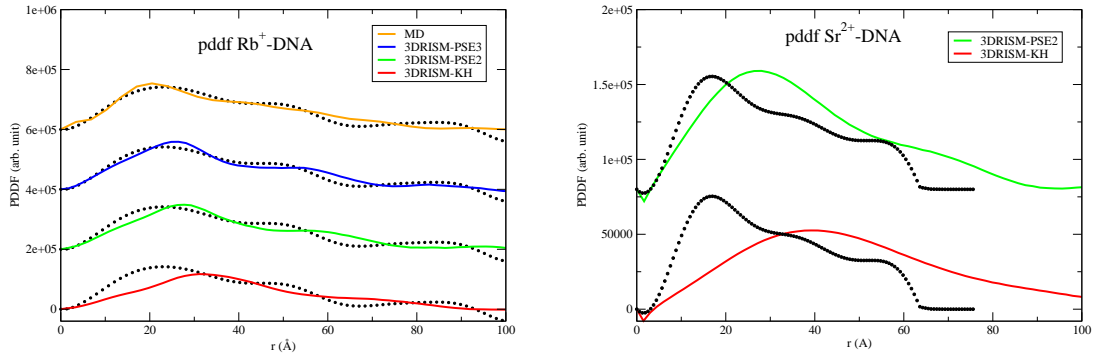 pddf Rb⁺-DNA
MD
3DRISM-PSE3
3DRISM-PSE2
3DRISM-KH
PDDF (arb. unit)
1e+06
8e+05
6e+05
4e+05
2e+05
0
0 20 40 60 80 100
r (Å)
pddf Sr²⁺-DNA
3DRISM-PSE2
3DRISM-KH
PDDF (arb. unit)
2e+05
1.5e+05
1e+05
50000
0
0 20 40 60 80 100
r (A)